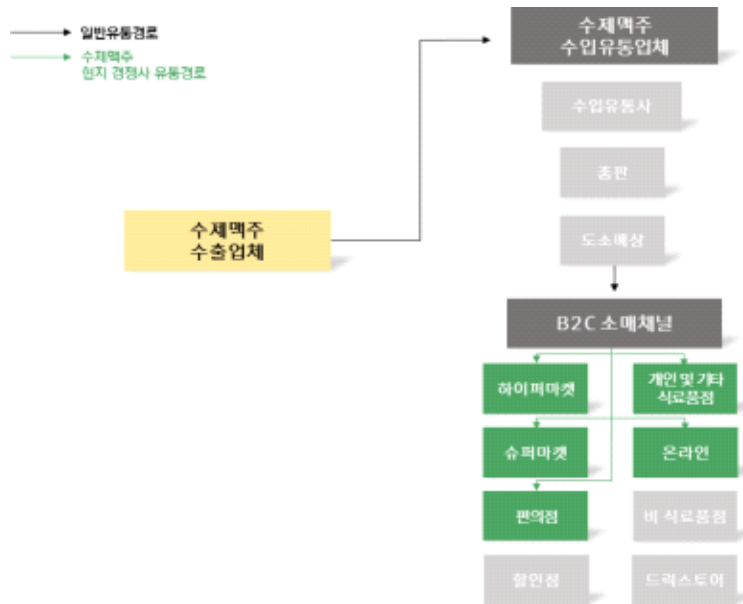 일반유통경로
수제맥주
현지 경쟁사 유통경로
수제맥주
수입유통업체
수입유통사
총판
도소매상
수제맥주
수출업체
B2C 소매채널
하이퍼마켓
개인 및 기타
식료품점
슈퍼마켓
온라인
편의점
비 식료품점
할인점
드럭스토어